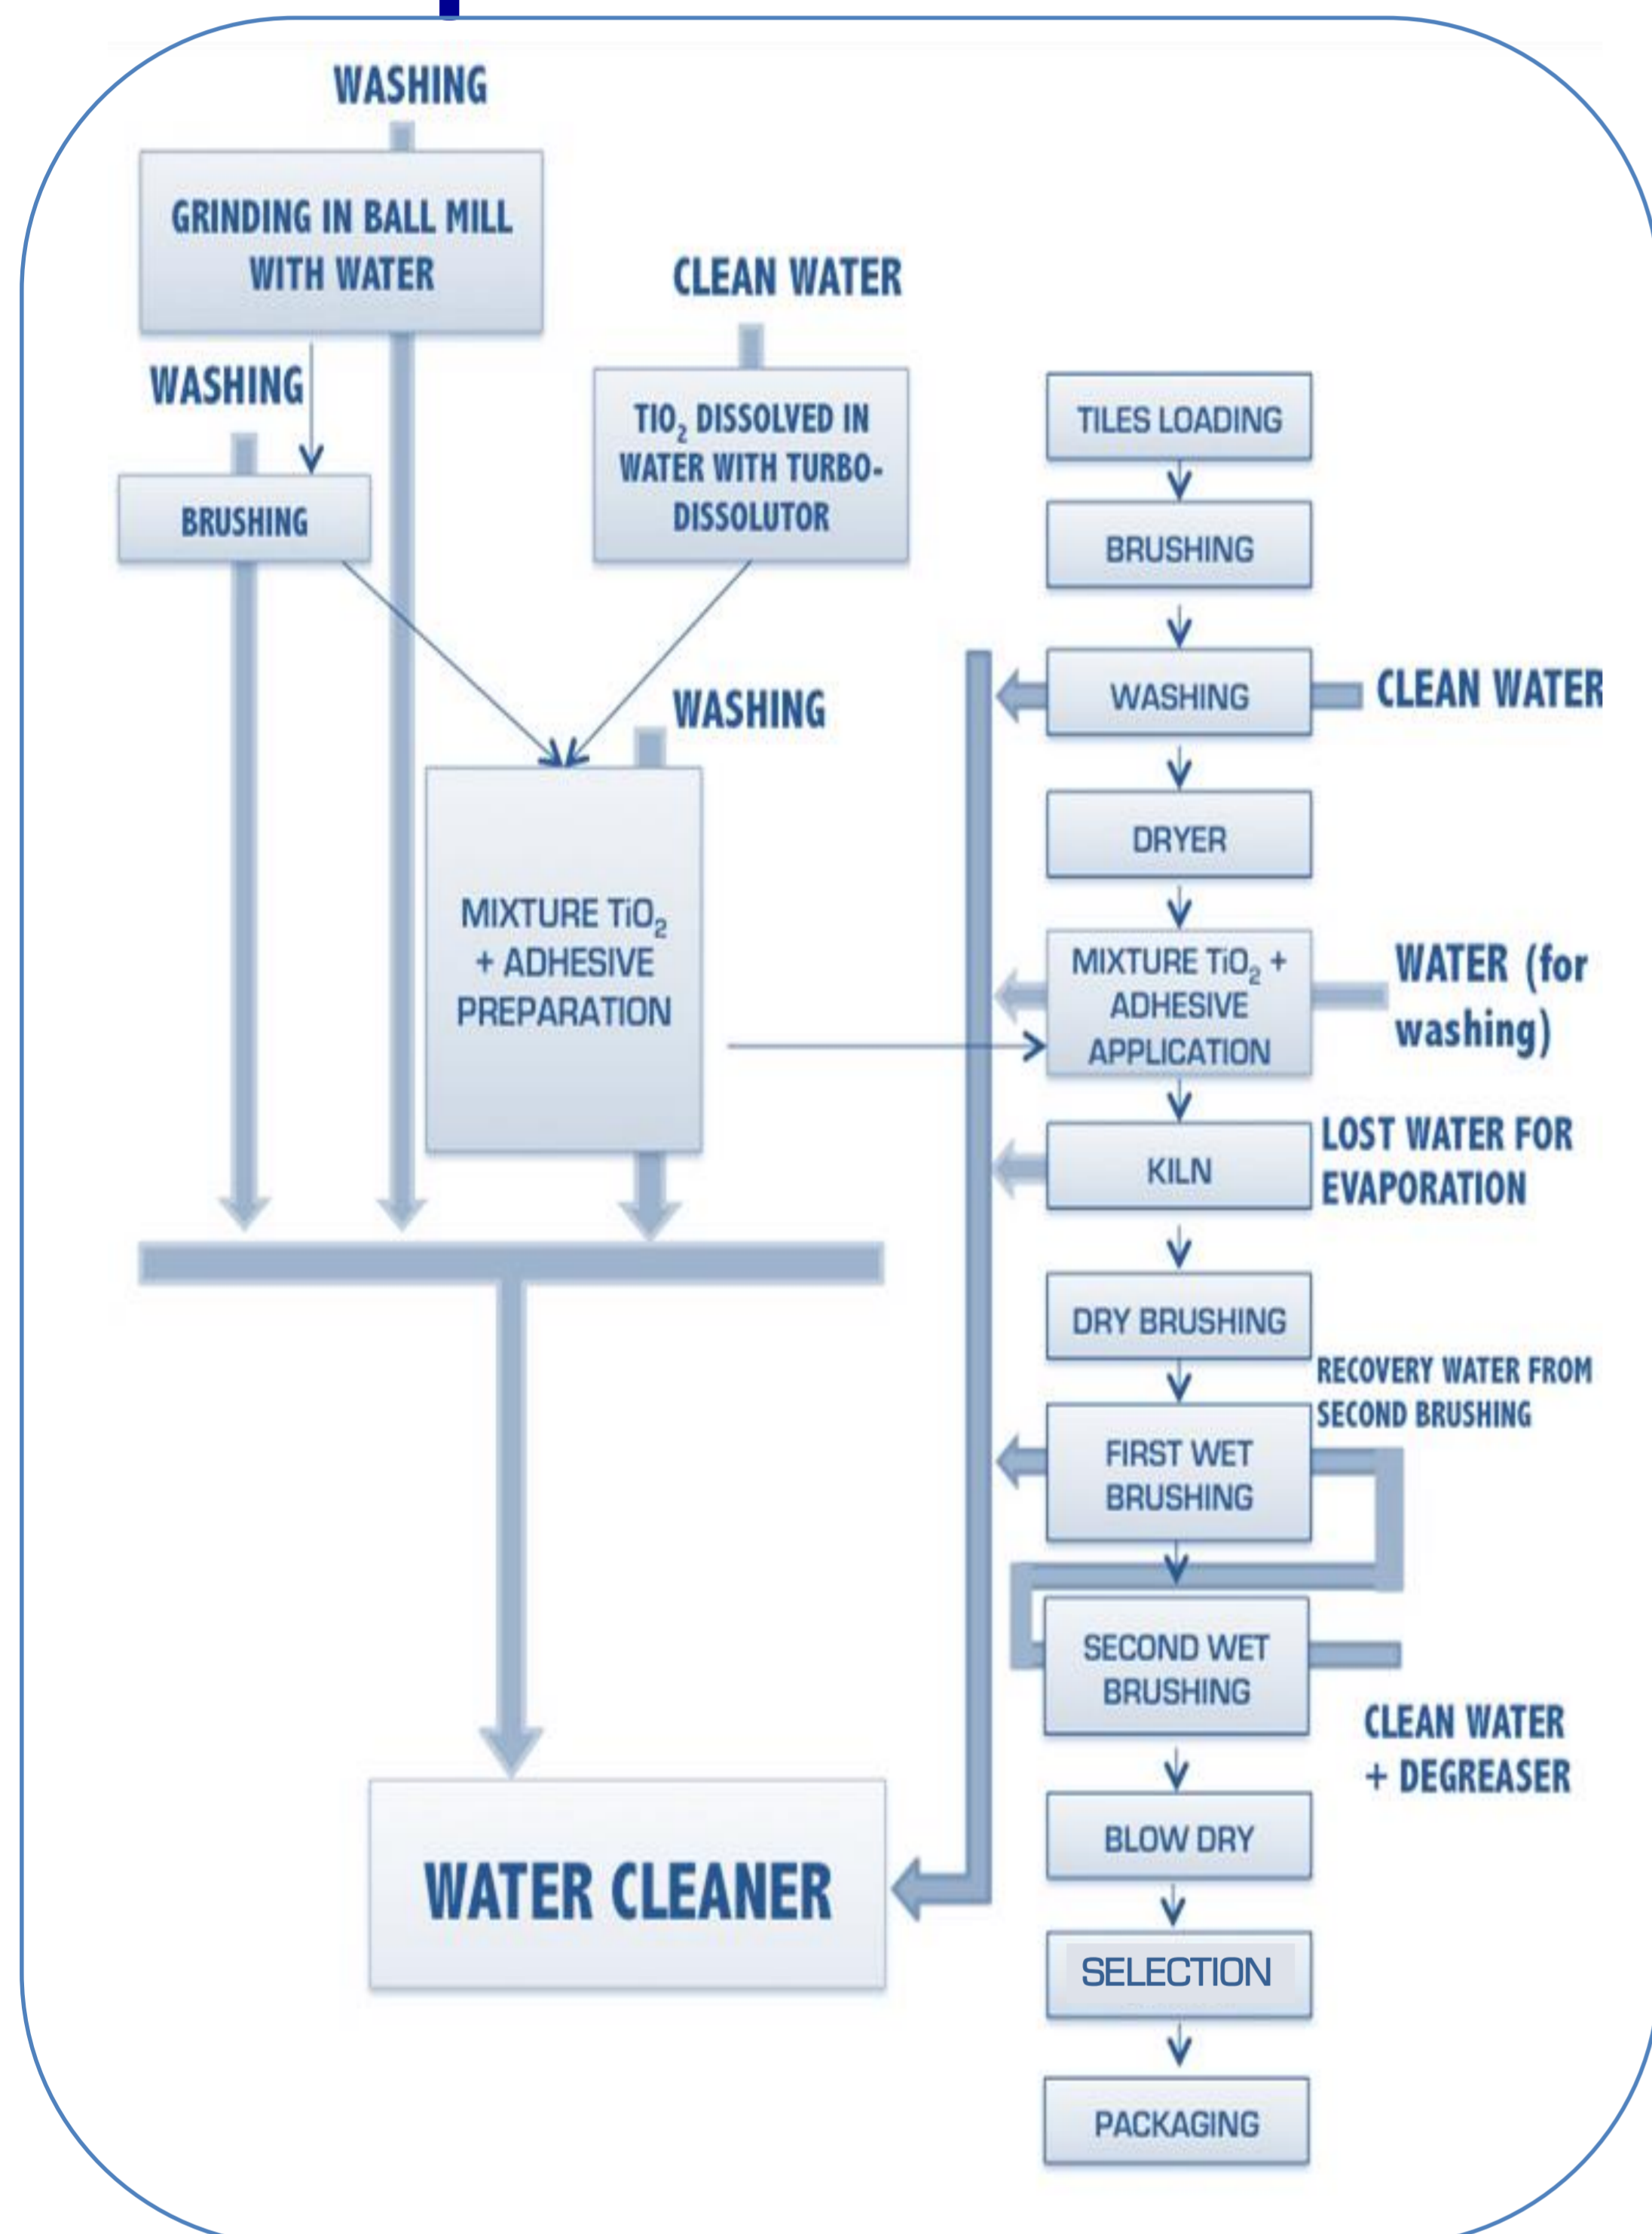 WASHING
GRINDING IN BALL MILL
WITH WATER
CLEAN WATER
WASHING
TIO2 DISSOLVED IN
WATER WITH TURBO-
DISSOLUTOR
BRUSHING
WASHING
MIXTURE TiO2
+ ADHESIVE
PREPARATION
WATER CLEANER
TILES LOADING
BRUSHING
WASHING
CLEAN WATER
DRYER
MIXTURE TiO2 +
ADHESIVE
APPLICATION
WATER (for
washing)
KILN
LOST WATER FOR
EVAPORATION
DRY BRUSHING
RECOVERY WATER FROM
SECOND BRUSHING
FIRST WET
BRUSHING
SECOND WET
BRUSHING
CLEAN WATER
+ DEGREASER
BLOW DRY
SELECTION
PACKAGING